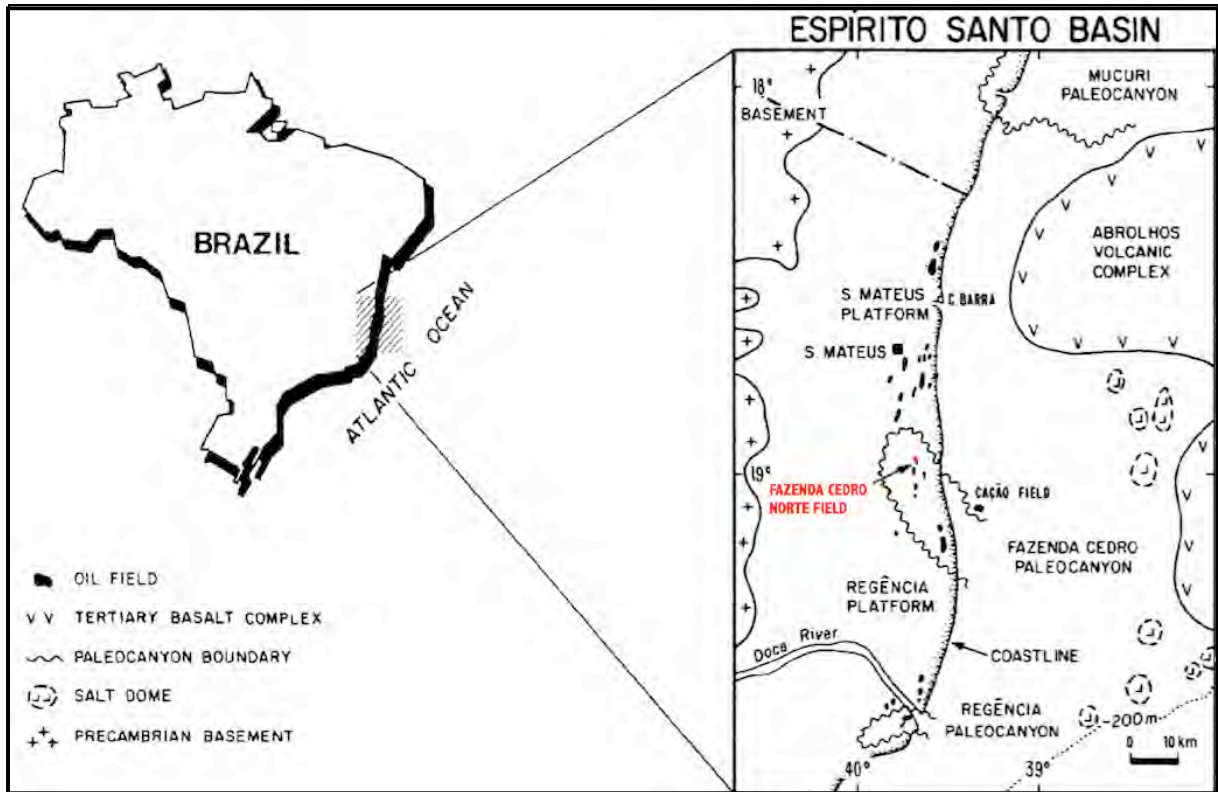 BRAZIL
ATLANTIC OCEAN
OIL FIELD
V V TERTIARY BASALT COMPLEX
PALEOCANYON BOUNDARY
SALT DOME
PRECAMBRIAN BASEMENT
ESPÍRITO SANTO BASIN
18°
BASEMENT
MUCURI
PALEOCANYON
ABROLHOS
VOLCANIC
COMPLEX
S. MATEUS
PLATFORM
C. BARRA
S. MATEUS
19°
FAZENDA CEDRO
NORTE FIELD
CAÇÃO FIELD
FAZENDA CEDRO
PALEOCANYON
REGÊNCIA
PLATFORM
Doce River
COASTLINE
REGÊNCIA
PALEOCANYON
-200m
0 10 km
40°
39°